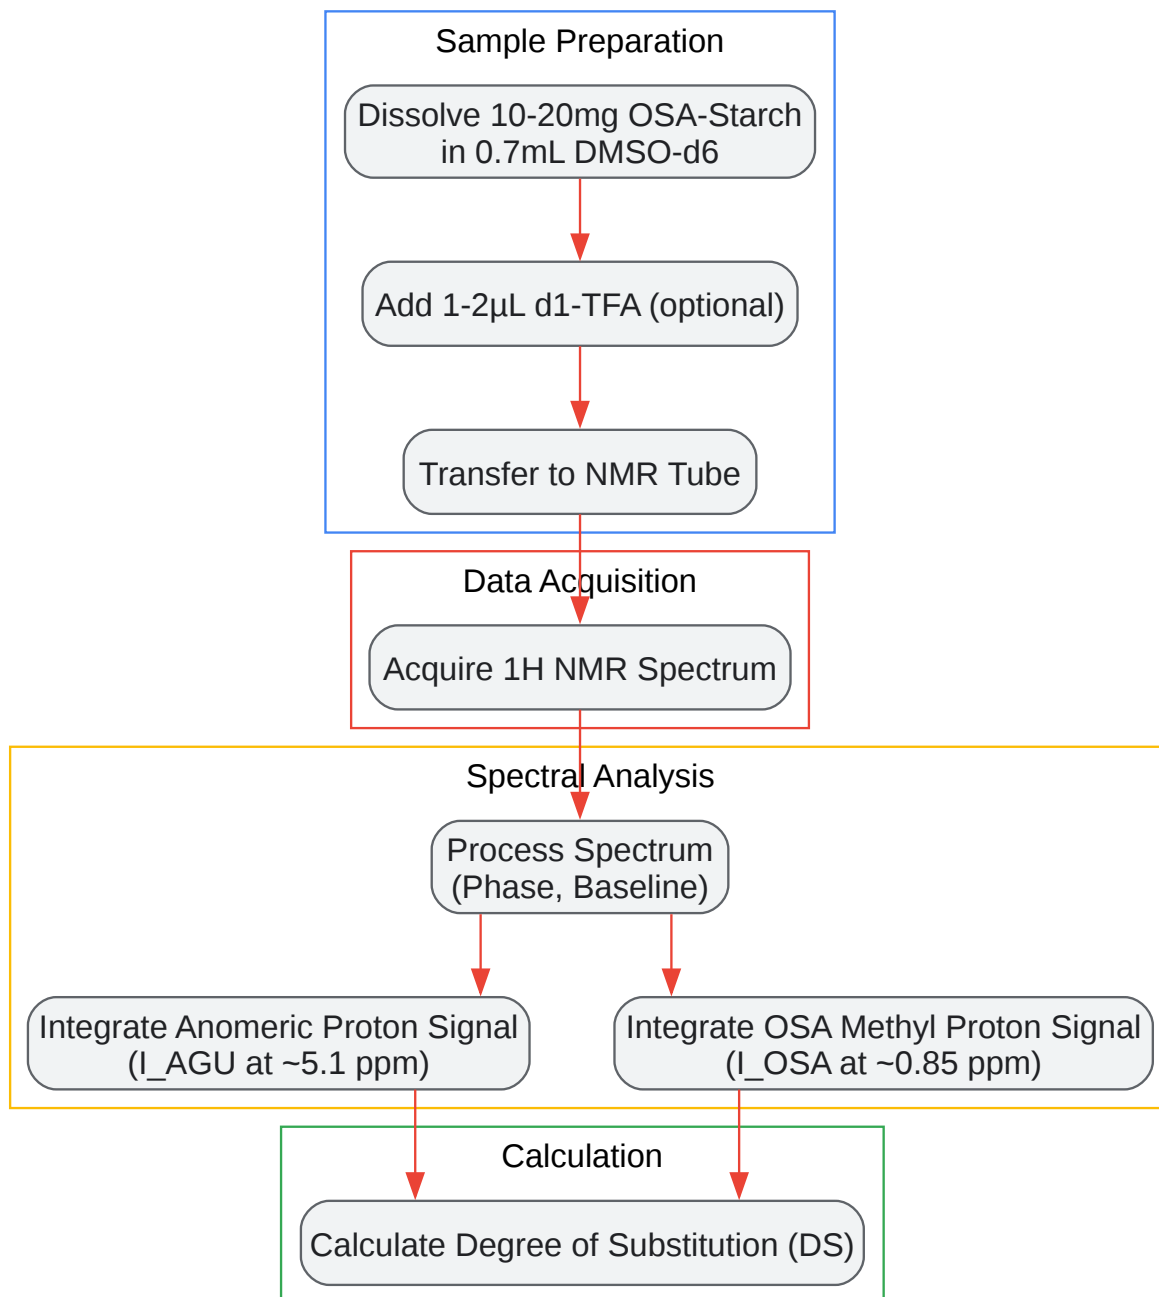 Sample Preparation
Dissolve 10-20mg OSA-Starch
in 0.7mL DMSO-d6
Add 1-2µL d1-TFA (optional)
Transfer to NMR Tube
Data Acquisition
Acquire 1H NMR Spectrum
Spectral Analysis
Process Spectrum
(Phase, Baseline)
Integrate Anomeric Proton Signal
(I_AGU at ~5.1 ppm)
Integrate OSA Methyl Proton Signal
(I_OSA at ~0.85 ppm)
Calculation
Calculate Degree of Substitution (DS)